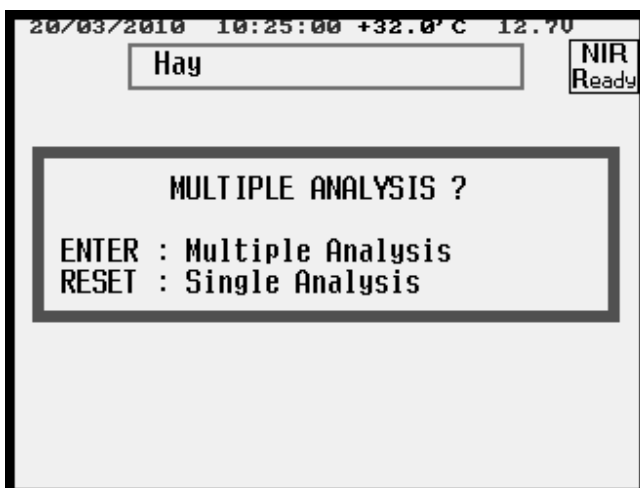 20/03/2010 10:25:00 +32.0'C 12.7V
Hay
NIR
Ready
MULTIPLE ANALYSIS ?
ENTER : Multiple Analysis
RESET : Single Analysis